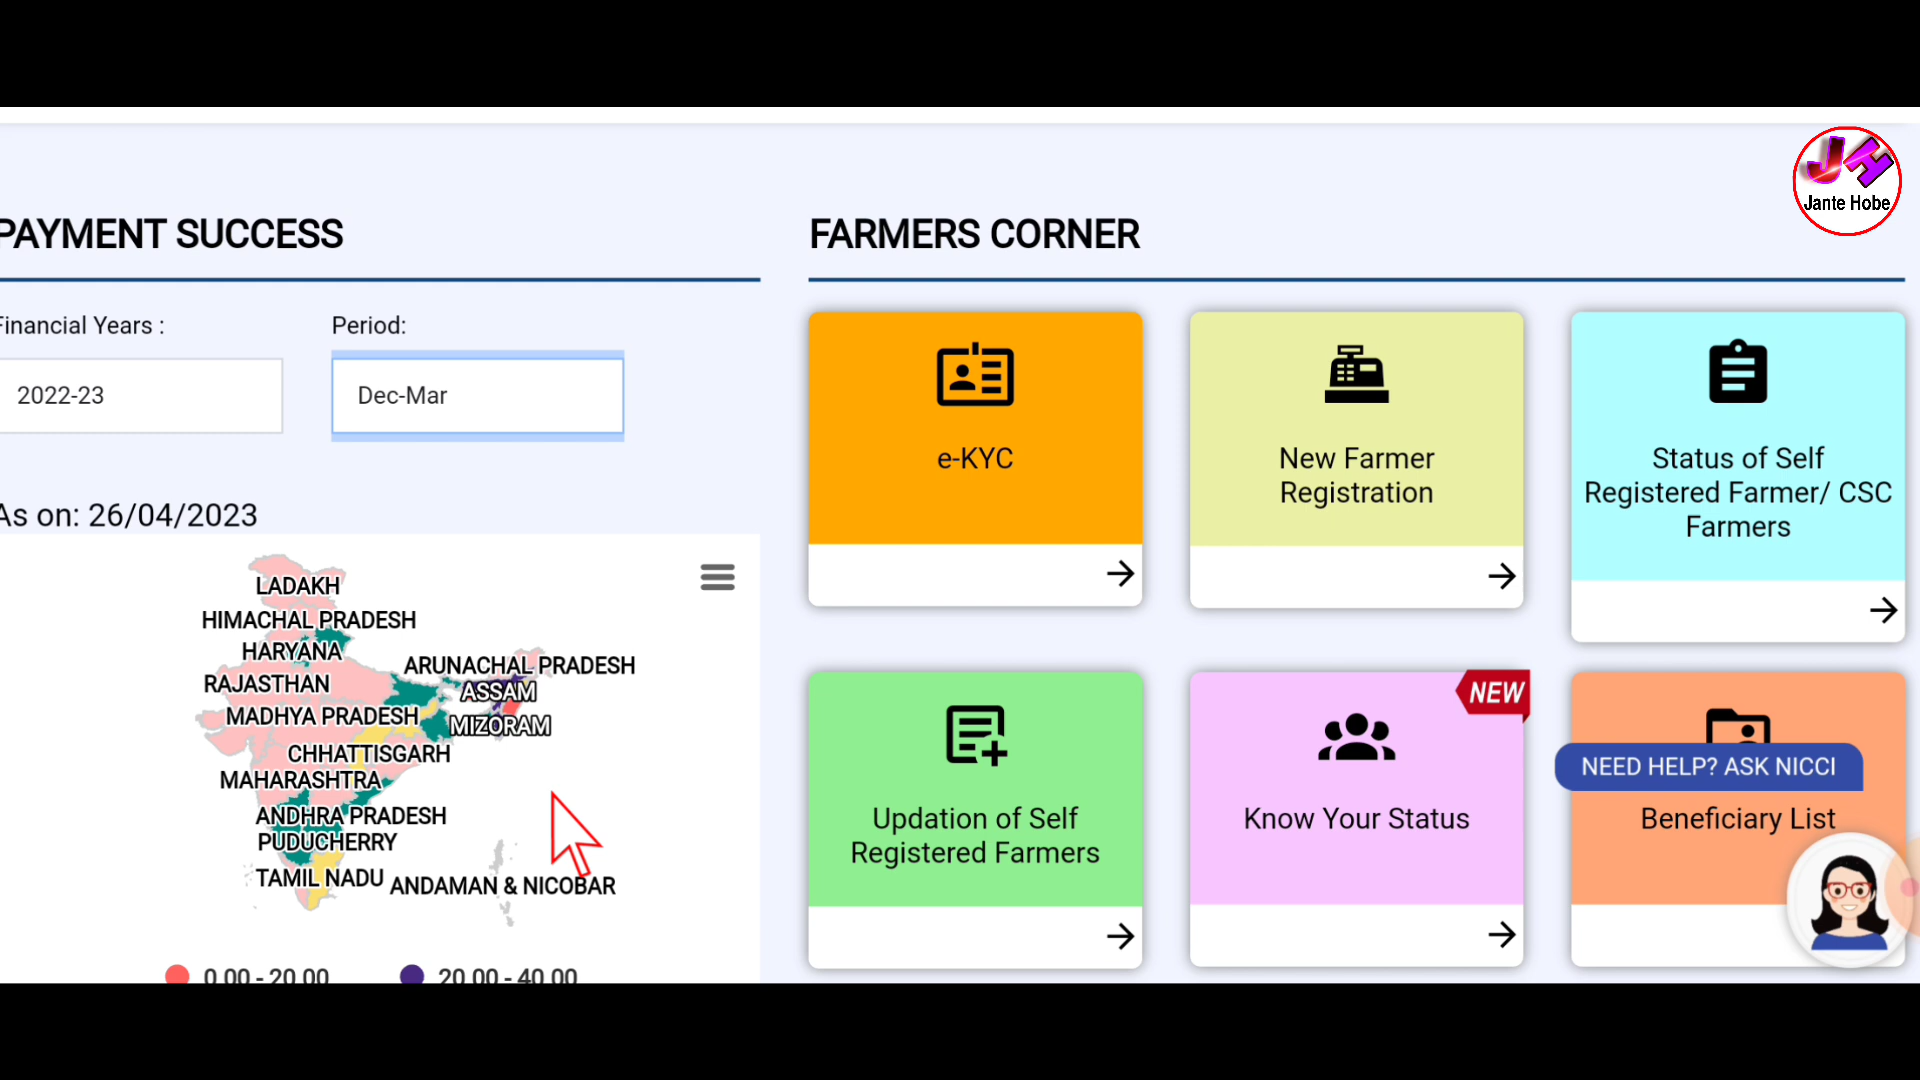 JH
Jante Hobe
PAYMENT SUCCESS
Financial Years :
Period:
2022-23
Dec-Mar
As on: 26/04/2023
LADAKH
HIMACHAL PRADESH
HARYANA
ARUNACHAL PRADESH
RAJASTHAN
ASSAM
MADHYA PRADESH
MIZORAM
CHHATTISGARH
MAHARASHTRA
ANDHRA PRADESH
PUDUCHERRY
TAMIL NADU
ANDAMAN & NICOBAR
0.00 - 20.00
20.00 - 40.00
FARMERS CORNER
e-KYC
New Farmer
Registration
Status of Self
Registered Farmer/ CSC
Farmers
Updation of Self
Registered Farmers
NEW
Know Your Status
NEED HELP? ASK NICCI
Beneficiary List